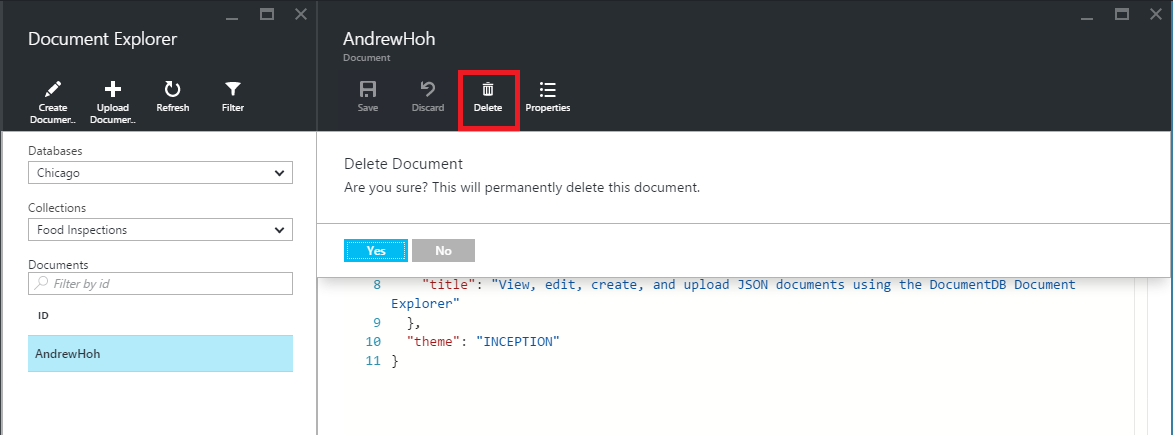 Document Explorer
Create
Documer..
Upload
Documer..
Refresh
Filter
Databases
Chicago
Collections
Food Inspections
Documents
Filter by id
ID
AndrewHoh
AndrewHoh
Document
Save
Discard
Delete
Properties
Delete Document
Are you sure? This will permanently delete this document.
Yes
No
8 "title": "View, edit, create, and upload JSON documents using the DocumentDB Document
Explorer"
9 },
10 "theme": "INCEPTION"
11 }